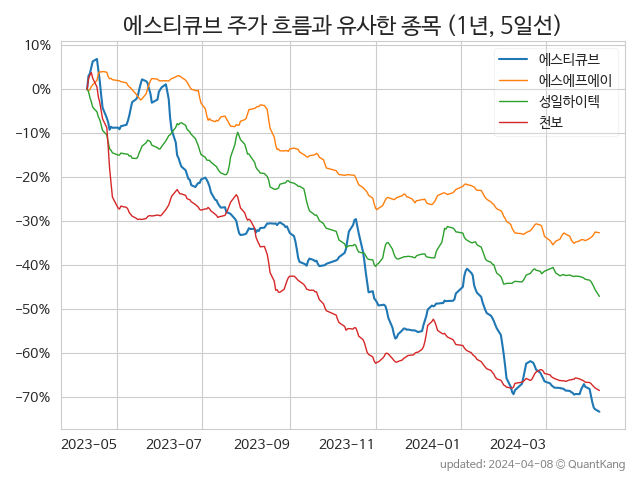 에스티큐브 주가 흐름과 유사한 종목 (1년, 5일선)
10%
0%
−10%
−20%
−30%
−40%
−50%
−60%
−70%
에스티큐브
에스에프에이
성일하이텍
천보
2023-05
2023-07
2023-09
2023-11
2024-01
2024-03
updated: 2024-04-08 © QuantKang